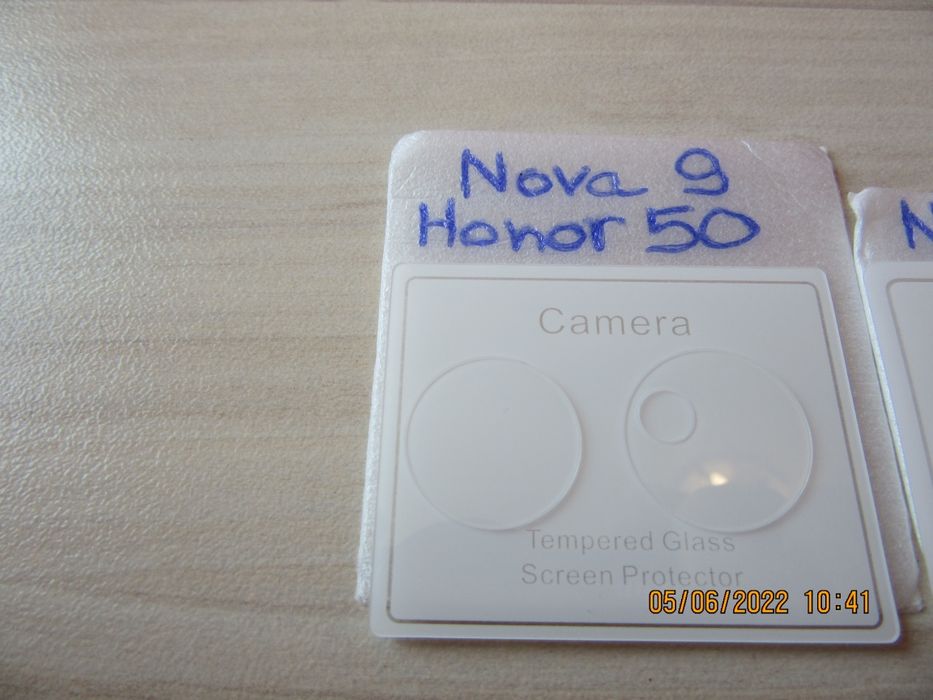 Nova 9
Honor 50
N
Camera
Tempered Glass
Screen Protector
05/06/2022 10:41